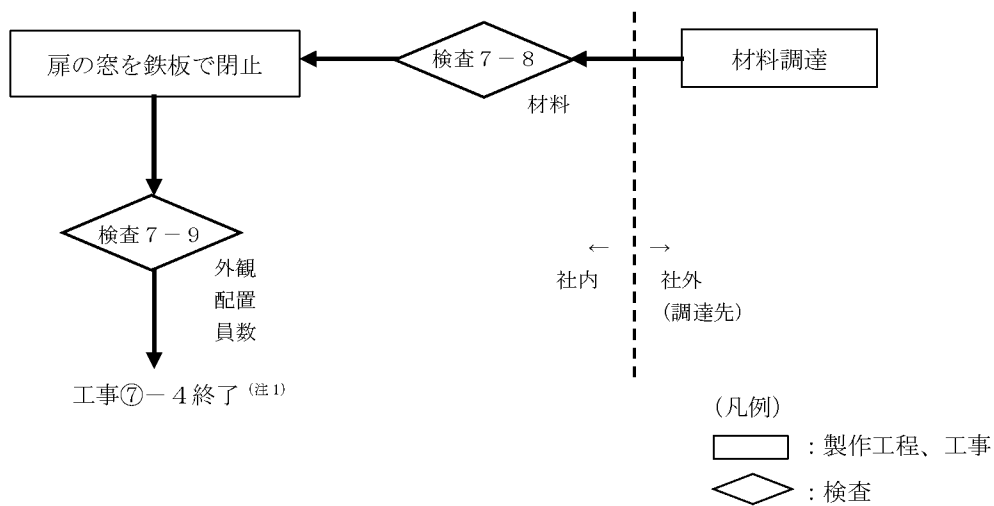 扉の窓を鉄板で閉止
検査７－８
材料
材料調達
検査７－９
外観
配置
員数
←
社内
→
社外
(調達先)
工事⑦－４終了 (注1)
(凡例)
：製作工程、工事
：検査